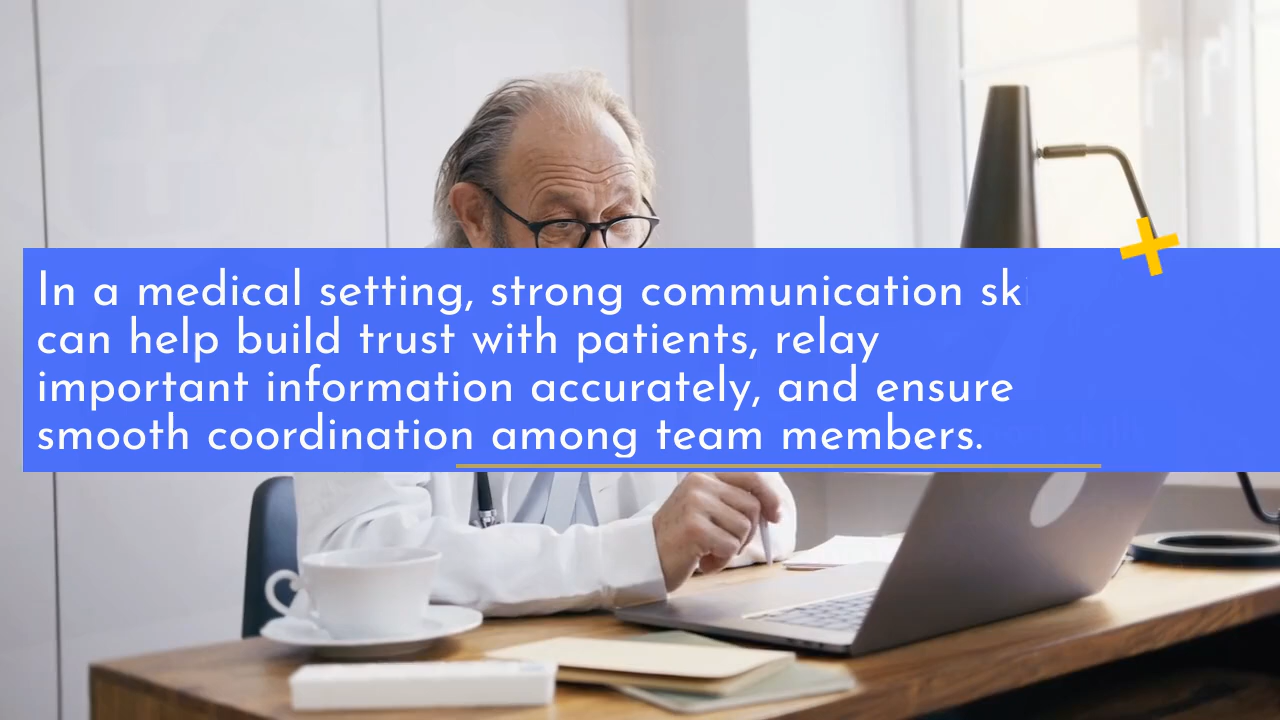 In a medical setting, strong communication sk
can help build trust with patients, relay
important information accurately, and ensure
smooth coordination among team members.